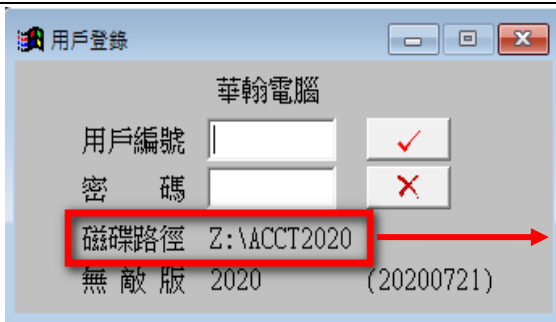 用戶登錄
華翰電腦
用戶編號
密 碼
磁碟路徑 Z:\ACCT2020
無 敵 版 2020 (20200721)